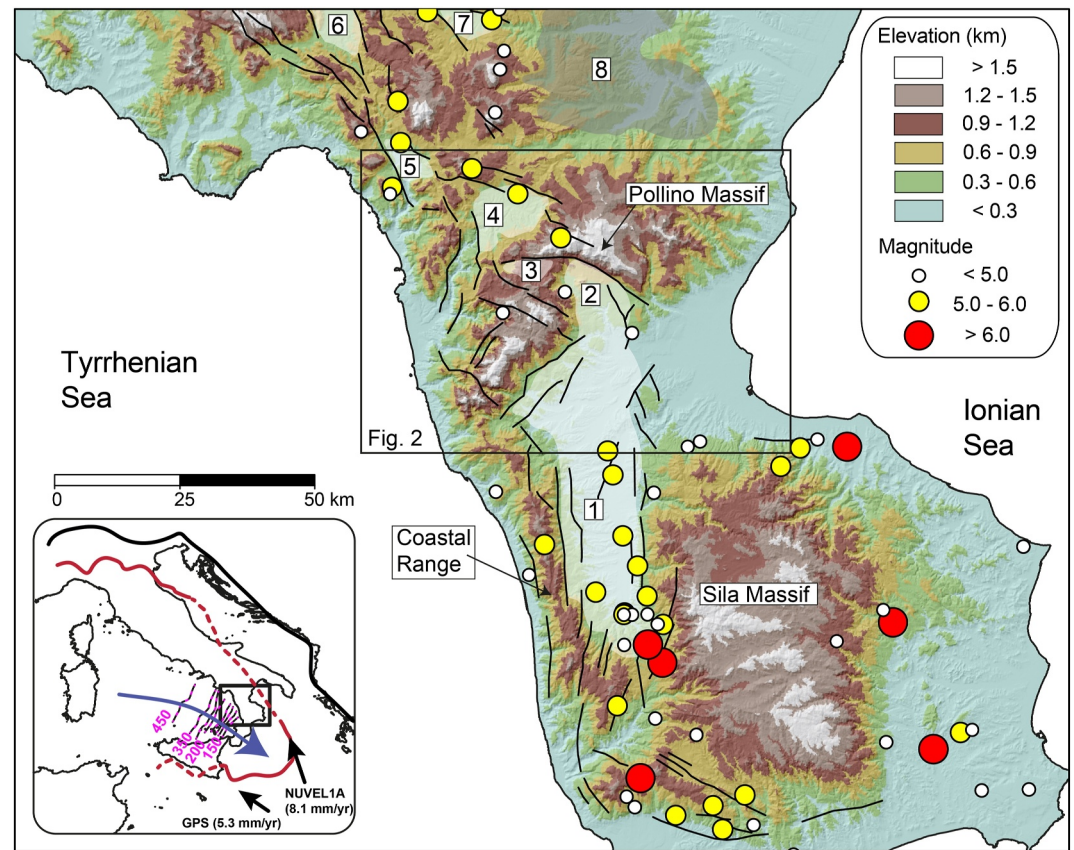 6
7
8
Elevation (km)
> 1.5
1.2 - 1.5
0.9 - 1.2
0.6 - 0.9
0.3 - 0.6
< 0.3
Magnitude
< 5.0
5.0 - 6.0
> 6.0
5
4
Pollino Massif
3
2
Tyrrhenian
Sea
Ionian
Sea
Fig. 2
0
25
50 km
1
Coastal
Range
Sila Massif
450
350
200
150
NUVEL1A
(8.1 mm/yr)
GPS (5.3 mm/yr)